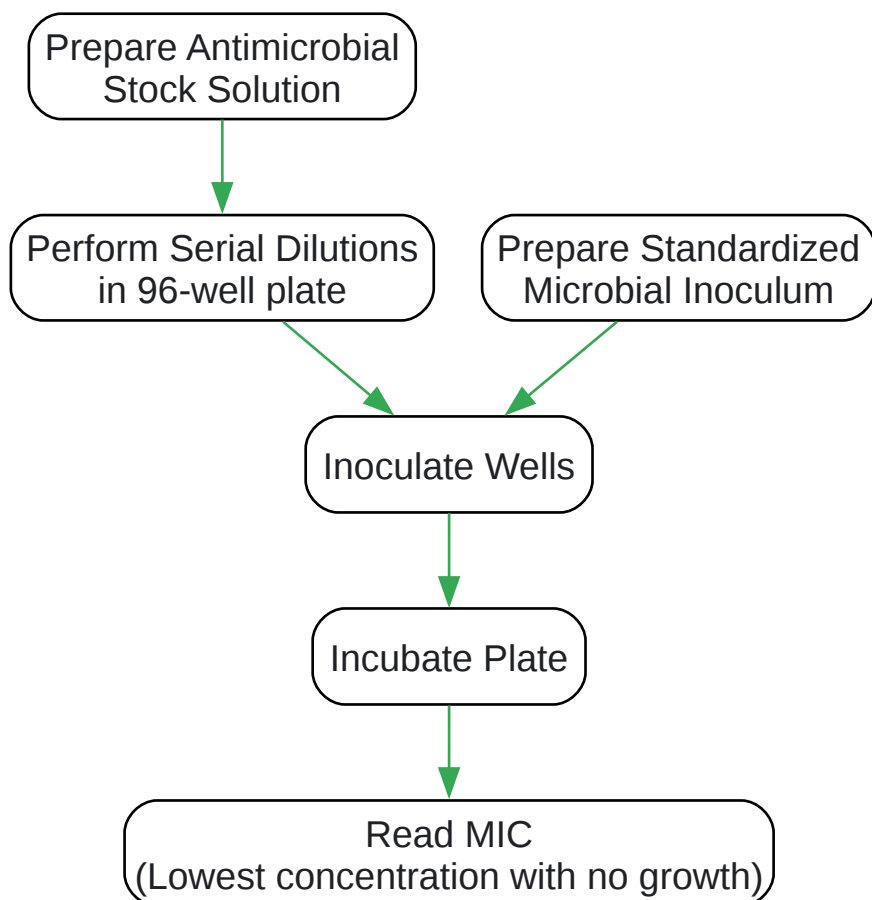 Prepare Antimicrobial
Stock Solution
Perform Serial Dilutions
in 96-well plate
Prepare Standardized
Microbial Inoculum
Inoculate Wells
Incubate Plate
Read MIC
(Lowest concentration with no growth)